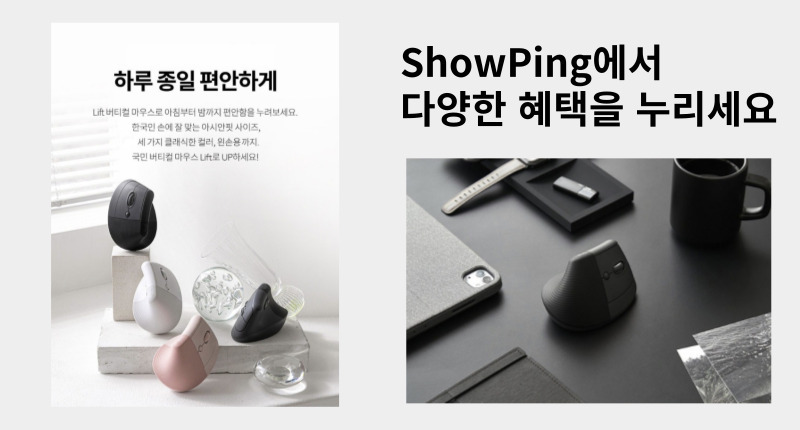 하루 종일 편안하게
Lift 버티컬 마우스로 아침부터 밤까지 편안함을 누려보세요.
한국인 손에 잘 맞는 아시안핏 사이즈,
세 가지 클래식한 컬러, 왼손용까지.
국민 버티컬 마우스 Lift로 UP하세요!
ShowPing에서
다양한 혜택을 누리세요